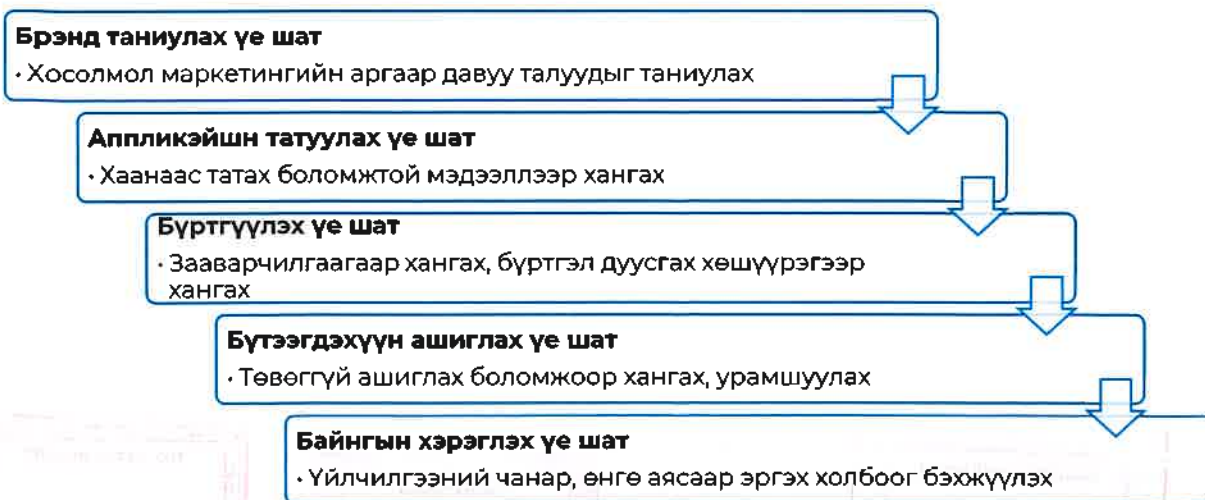 Брэнд таниулах үе шат
· Хосолмол маркетингийн аргаар давуу талуудыг таниулах
Аппликэйшн татуулах үе шат
· Хаанаас татах боломжтой мэдээллээр хангах
Бүртгүүлэх үе шат
· Зааварчилгаагаар хангах, бүртгэл дуусгах хөшүүрэгээр
хангах
Бүтээгдэхүүн ашиглах үе шат
· Төвөггүй ашиглах боломжоор хангах, урамшуулах
Байнгын хэрэглэх үе шат
· Үйлчилгээний чанар, өнгө аясаар эргэх холбоог бэхжүүлэх